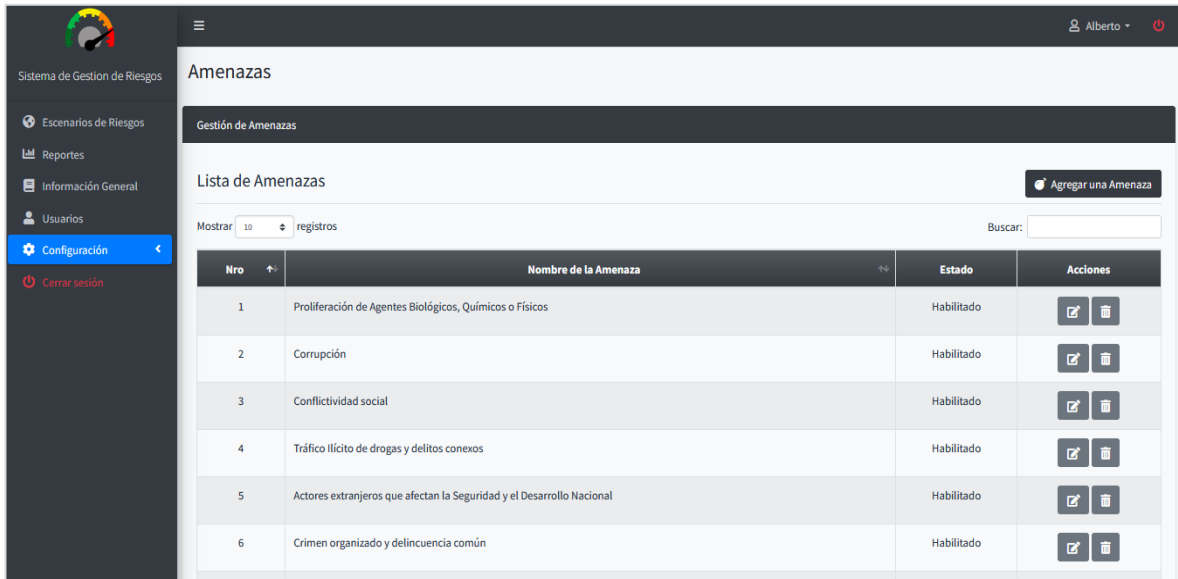 Alberto
Sistema de Gestion de Riesgos
Amenazas
Escenarios de Riesgos
Reportes
Información General
Usuarios
Configuración
Cerrar sesión
Gestión de Amenazas
Lista de Amenazas
Agregar una Amenaza
Mostrar 10 registros
Buscar:
Nro Nombre de la Amenaza Estado Acciones
1 Proliferación de Agentes Biológicos, Químicos o Físicos Habilitado
2 Corrupción Habilitado
3 Conflictividad social Habilitado
4 Tráfico Ilícito de drogas y delitos conexos Habilitado
5 Actores extranjeros que afectan la Seguridad y el Desarrollo Nacional Habilitado
6 Crimen organizado y delincuencia común Habilitado